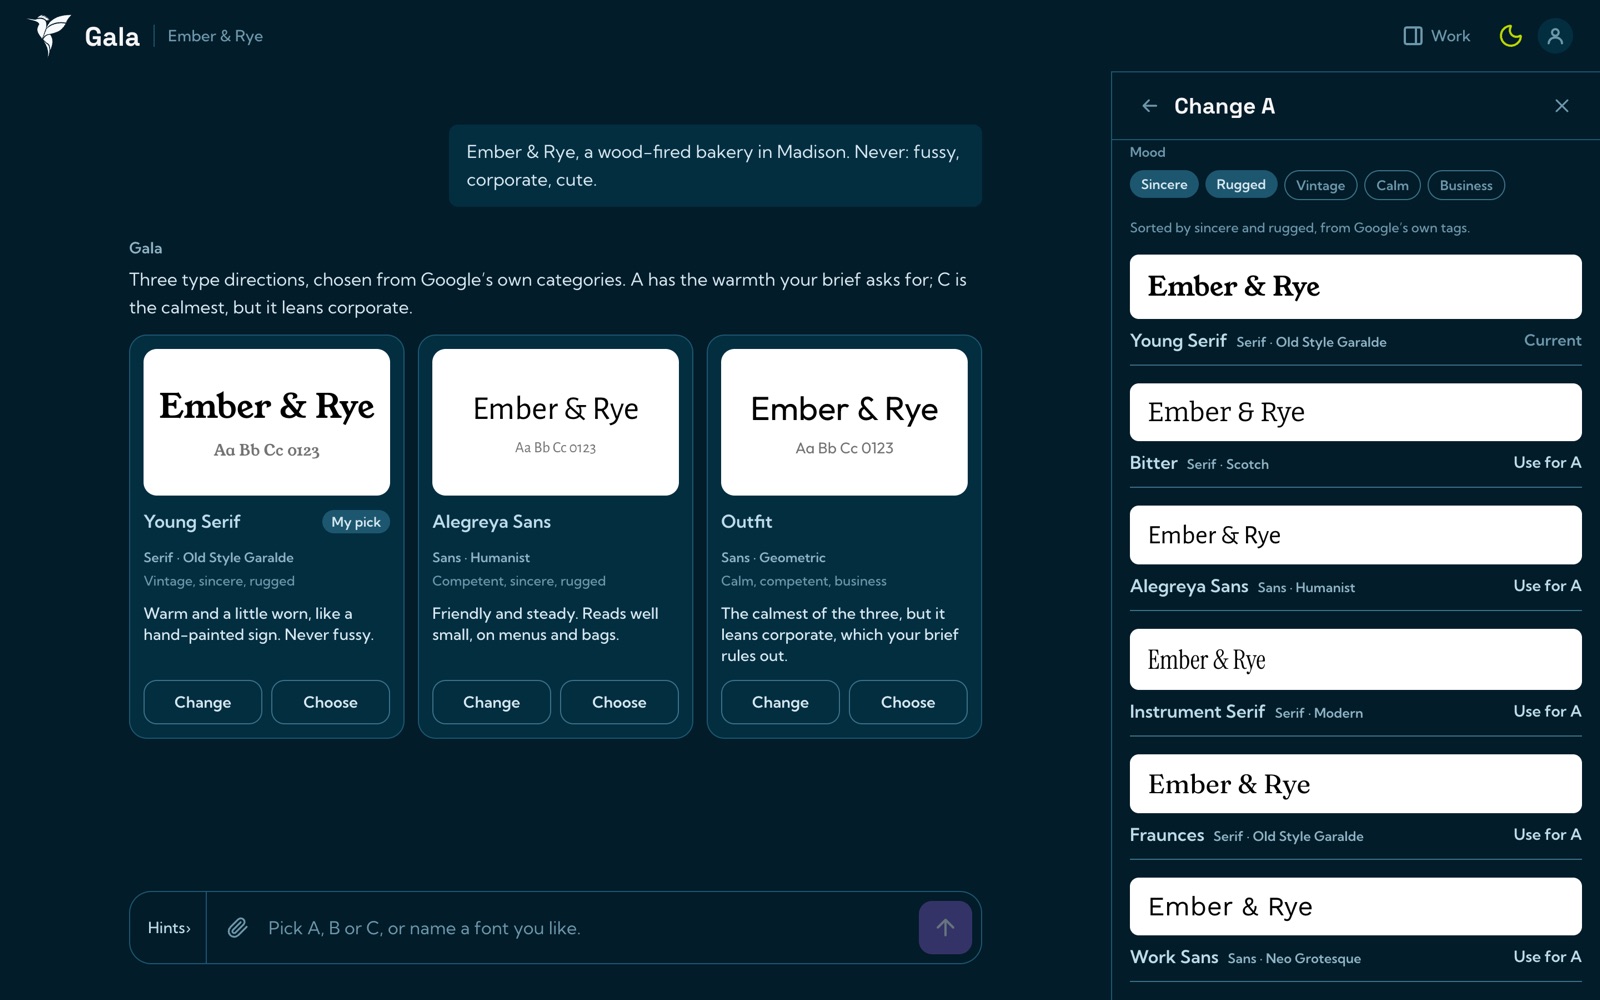 Gala
Ember & Rye
Work
Ember & Rye, a wood-fired bakery in Madison. Never: fussy,
corporate, cute.
Gala
Three type directions, chosen from Google’s own categories. A has the warmth your brief asks for; C is
the calmest, but it leans corporate.
Ember & Rye
Aa Bb Cc 0123
Young Serif
My pick
Serif · Old Style Garalde
Vintage, sincere, rugged
Warm and a little worn, like a
hand-painted sign. Never fussy.
Change
Choose
Ember & Rye
Aa Bb Cc 0123
Alegreya Sans
Sans · Humanist
Competent, sincere, rugged
Friendly and steady. Reads well
small, on menus and bags.
Change
Choose
Ember & Rye
Aa Bb Cc 0123
Outfit
Sans · Geometric
Calm, competent, business
The calmest of the three, but it
leans corporate, which your brief
rules out.
Change
Choose
Hints›
Pick A, B or C, or name a font you like.
Change A
Mood
Sincere
Rugged
Vintage
Calm
Business
Sorted by sincere and rugged, from Google’s own tags.
Ember & Rye
Young Serif Serif · Old Style Garalde
Current
Ember & Rye
Bitter Serif · Scotch
Use for A
Ember & Rye
Alegreya Sans Sans · Humanist
Use for A
Ember & Rye
Instrument Serif Serif · Modern
Use for A
Ember & Rye
Fraunces Serif · Old Style Garalde
Use for A
Ember & Rye
Work Sans Sans · Neo Grotesque
Use for A